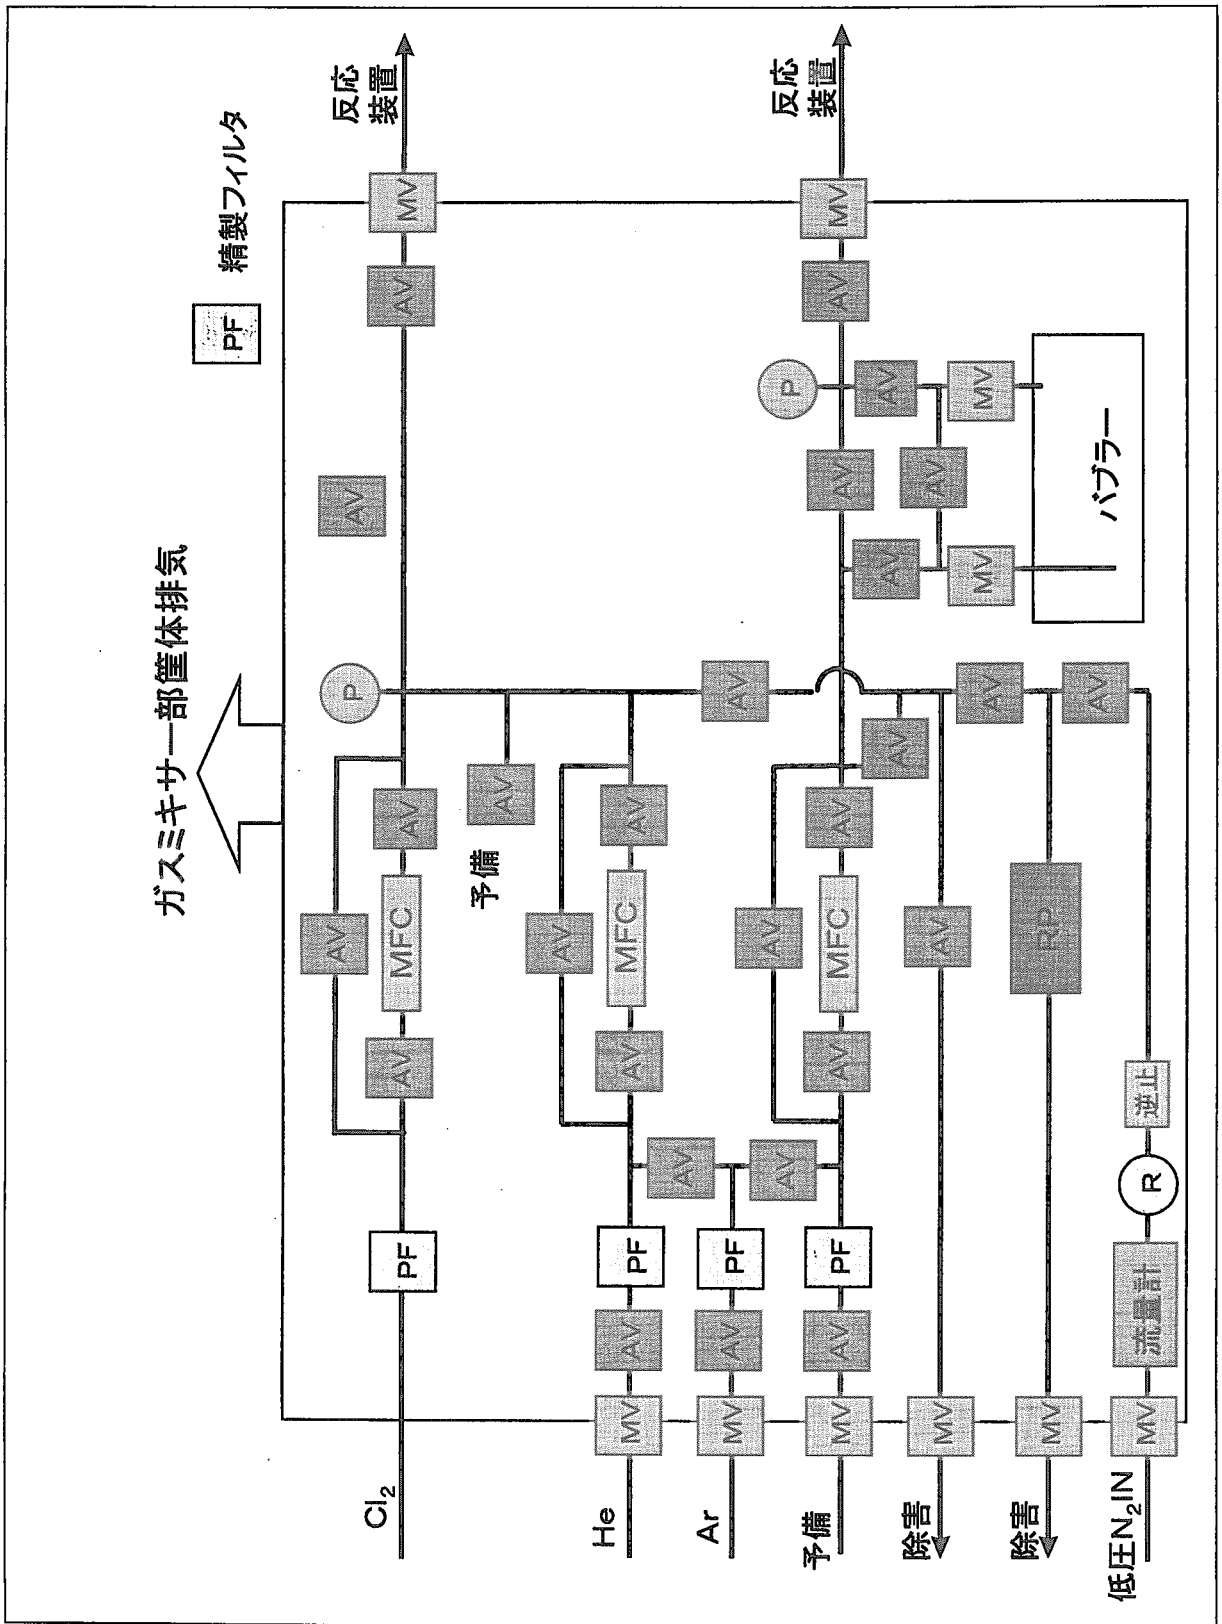 ガスミキサー部筐体排気
PF 精製フィルタ
AV
P
AV
反応
装置
Cl₂ PF AV MFC AV AV MV
予備 AV
AV
He MV AV PF AV MFC AV
AV
Ar MV AV PF AV
AV
AV
P
反応
装置
予備 MV AV PF AV MFC AV AV AV MV
AV AV AV
除害 MV AV AV
MV MV
AV
除害 MV RP
バブラー
低圧N₂IN MV 流量計 R 逆止 AV